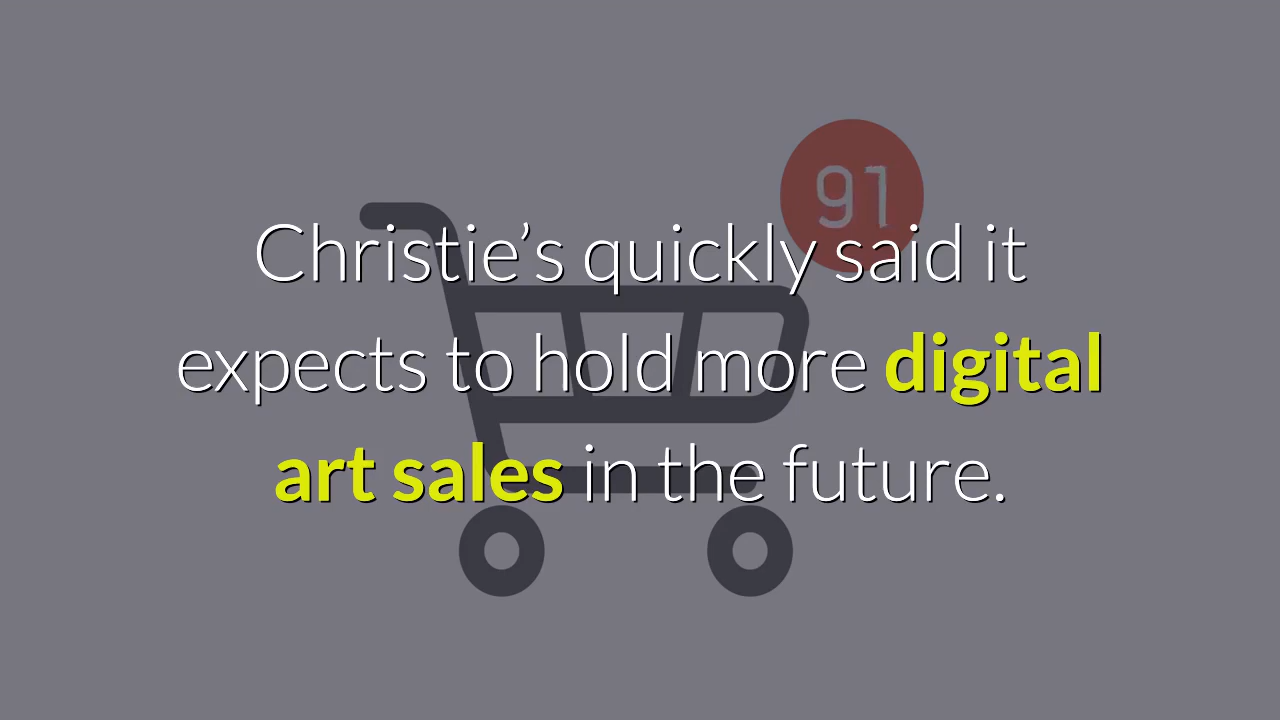 91
Christie’s quickly said it
expects to hold more digital
art sales in the future.